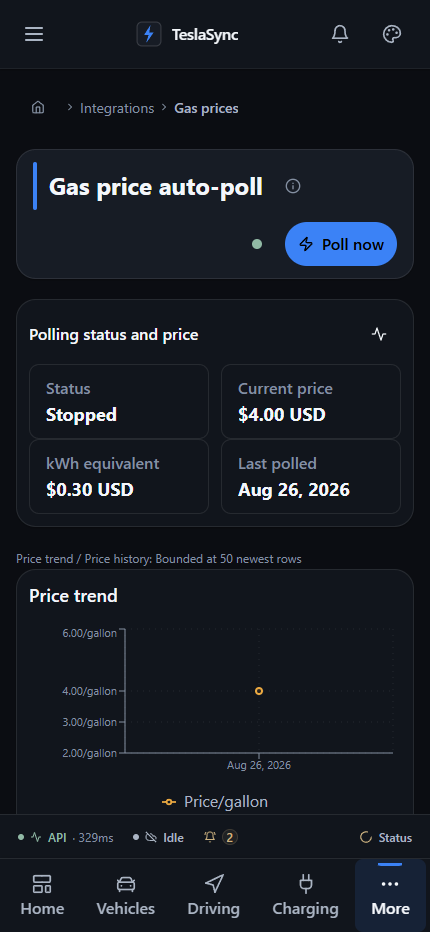 TeslaSync
Integrations
Gas prices
Gas price auto-poll
Poll now
Polling status and price
Status
Stopped
Current price
$4.00 USD
kWh equivalent
$0.30 USD
Last polled
Aug 26, 2026
Price trend / Price history: Bounded at 50 newest rows
Price trend
6.00/gallon
4.00/gallon
3.00/gallon
2.00/gallon
Aug 26, 2026
Price/gallon
API · 329ms
Idle
2
Status
Home
Vehicles
Driving
Charging
More